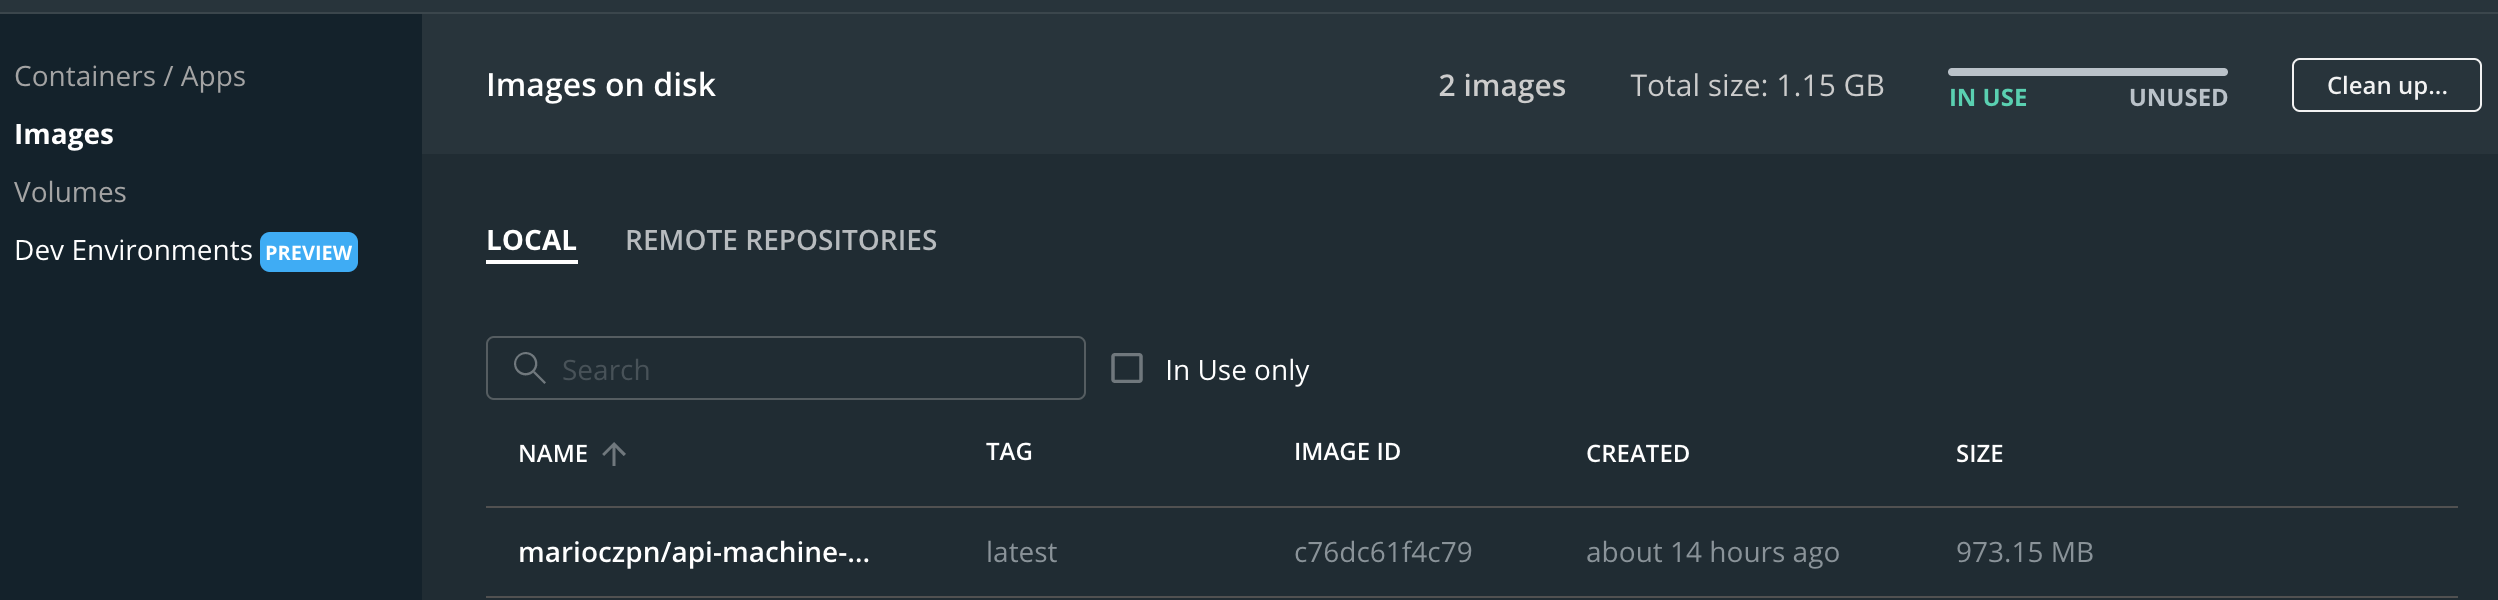 Containers / Apps
Images
Volumes
Dev Environments PREVIEW
Images on disk
2 images
Total size: 1.15 GB
IN USE UNUSED
Clean up...
LOCAL REMOTE REPOSITORIES
Search
In Use only
NAME TAG IMAGE ID CREATED SIZE
marioczpn/api-machine-... latest c76dc61f4c79 about 14 hours ago 973.15 MB